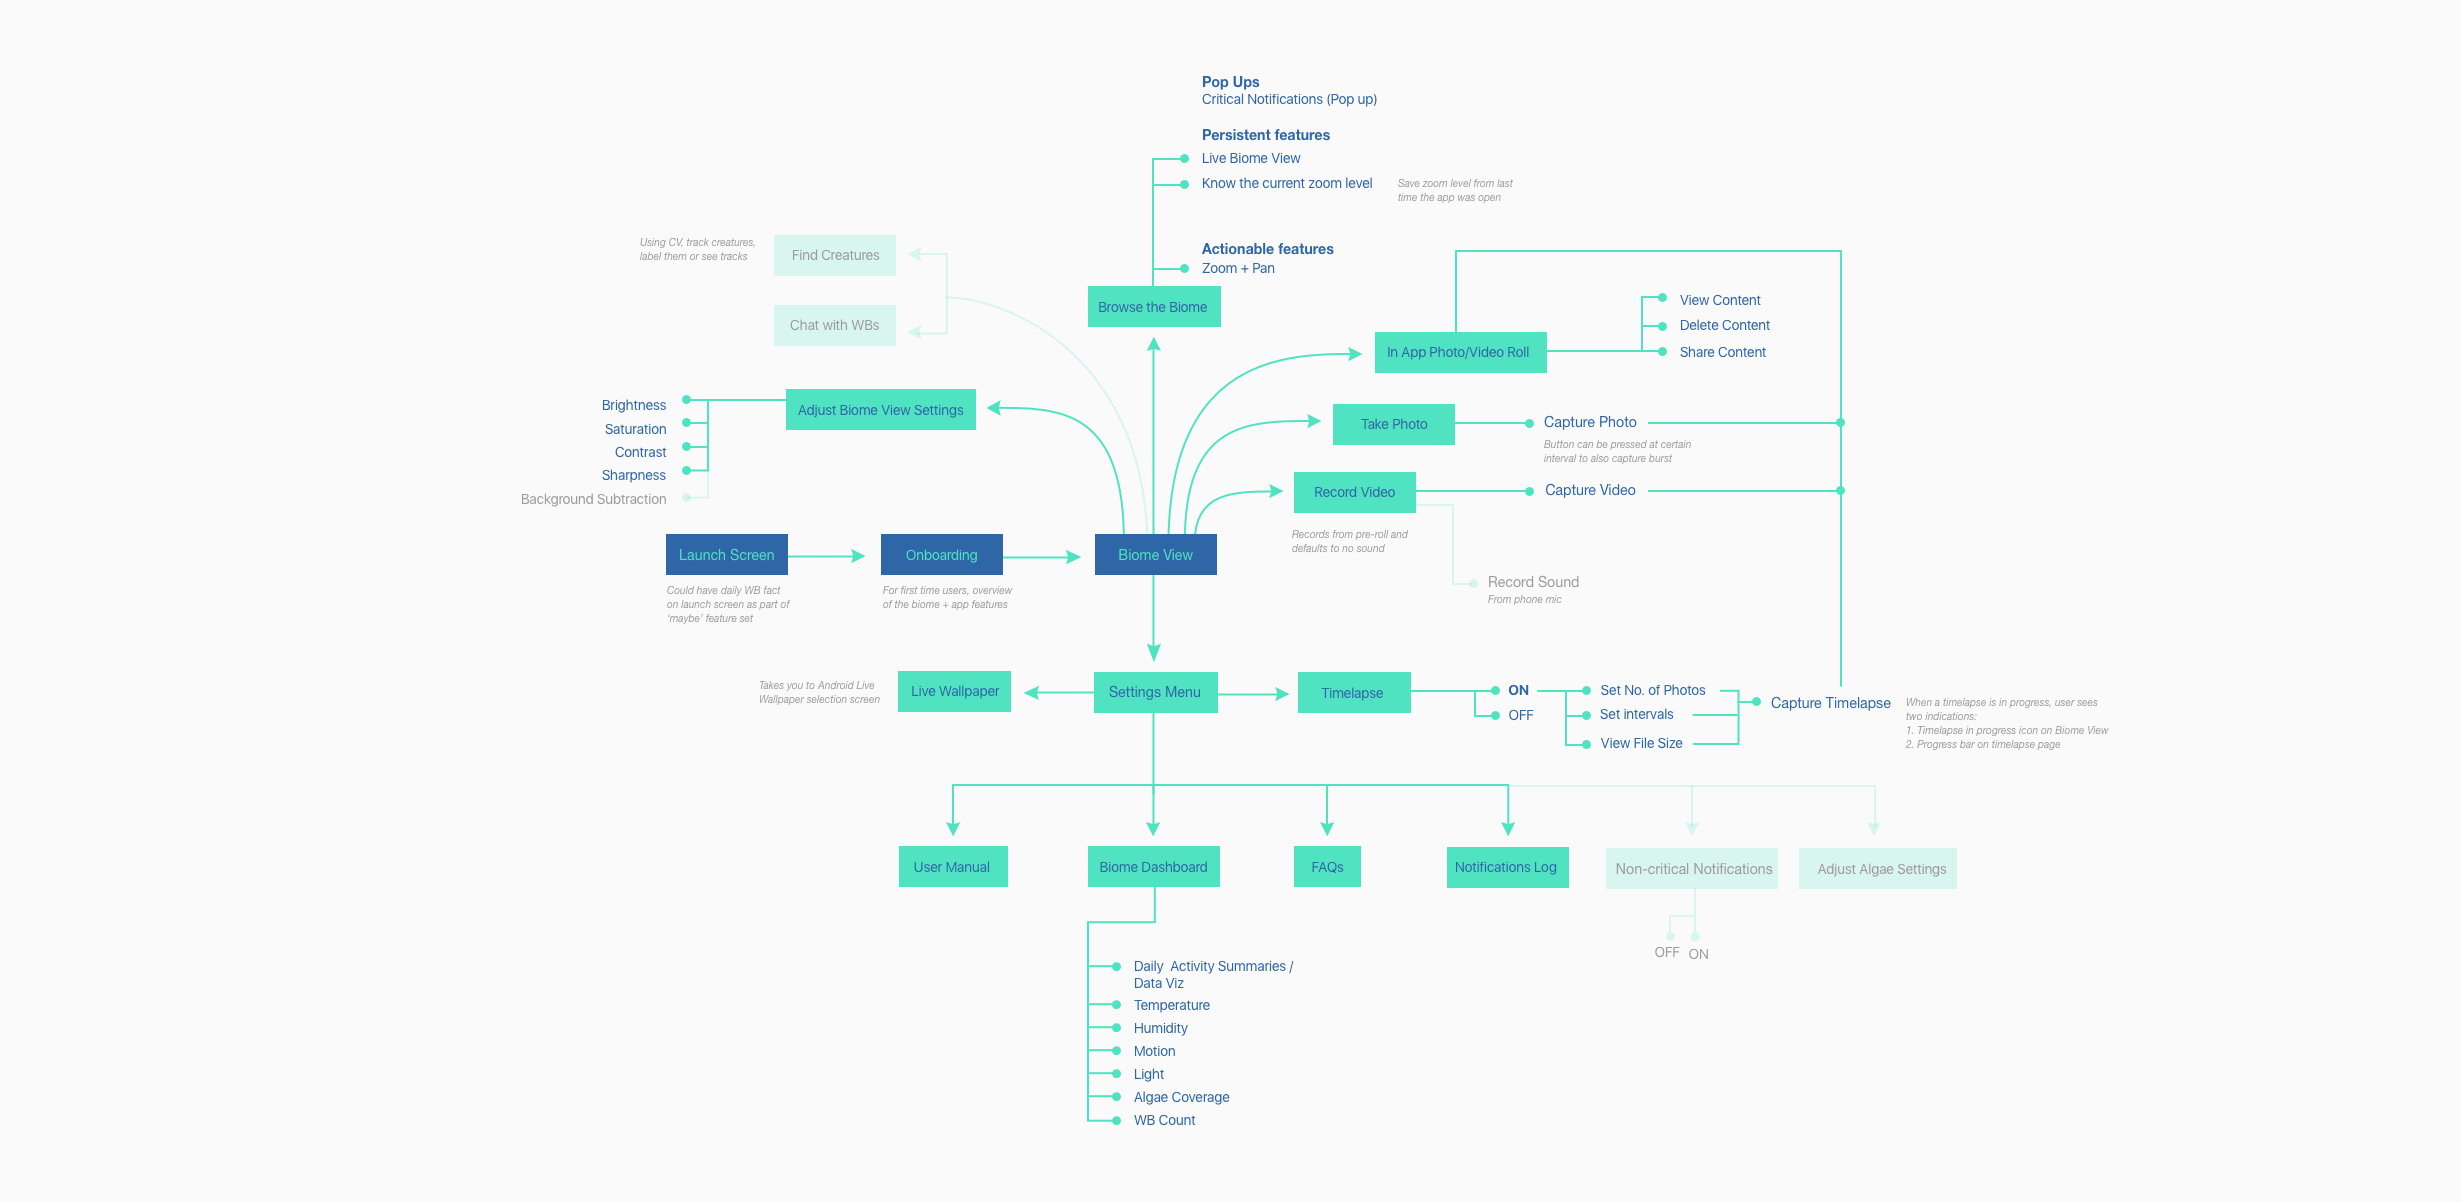 Pop Ups
Critical Notifications (Pop up)
Persistent features
Live Biome View
Know the current zoom level
Save zoom level from last
time the app was open
Actionable features
Zoom + Pan
Browse the Biome
Using CV, track creatures,
label them or see tracks
Find Creatures
Chat with WBs
Adjust Biome View Settings
Brightness
Saturation
Contrast
Sharpness
Background Subtraction
In App Photo/Video Roll
View Content
Delete Content
Share Content
Take Photo
Capture Photo
Button can be pressed at certain
interval to also capture burst
Record Video
Capture Video
Records from pre-roll and
defaults to no sound
Record Sound
From phone mic
Launch Screen
Could have daily WB fact
on launch screen as part of
‘maybe’ feature set
Onboarding
For first time users, overview
of the biome + app features
Biome View
Takes you to Android Live
Wallpaper selection screen
Live Wallpaper
Settings Menu
Timelapse
ON
OFF
Set No. of Photos
Set intervals
View File Size
Capture Timelapse
When a timelapse is in progress, user sees
two indications:
1. Timelapse in progress icon on Biome View
2. Progress bar on timelapse page
User Manual
Biome Dashboard
FAQs
Notifications Log
Non-critical Notifications
Adjust Algae Settings
OFF
ON
Daily  Activity Summaries /
Data Viz
Temperature
Humidity
Motion
Light
Algae Coverage
WB Count